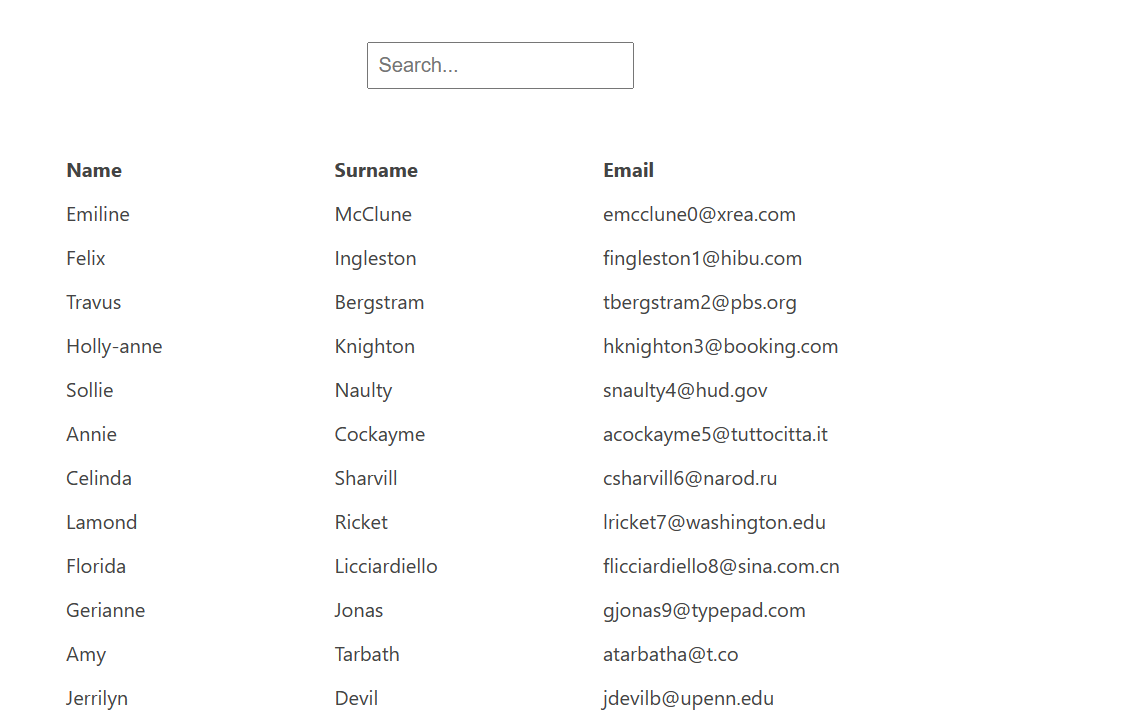 Search...
Name Surname Email
Emiline McClune emcclune0@xrea.com
Felix Ingleston fingleston1@hibu.com
Travus Bergstram tbergstram2@pbs.org
Holly-anne Knighton hknighton3@booking.com
Sollie Naulty snaulty4@hud.gov
Annie Cockayme acockayme5@tuttocitta.it
Celinda Sharvill csharvill6@narod.ru
Lamond Ricket lricket7@washington.edu
Florida Licciardiello flicciardiello8@sina.com.cn
Gerianne Jonas gjonas9@typepad.com
Amy Tarbath atarbatha@t.co
Jerrilyn Devil jdevilb@upenn.edu